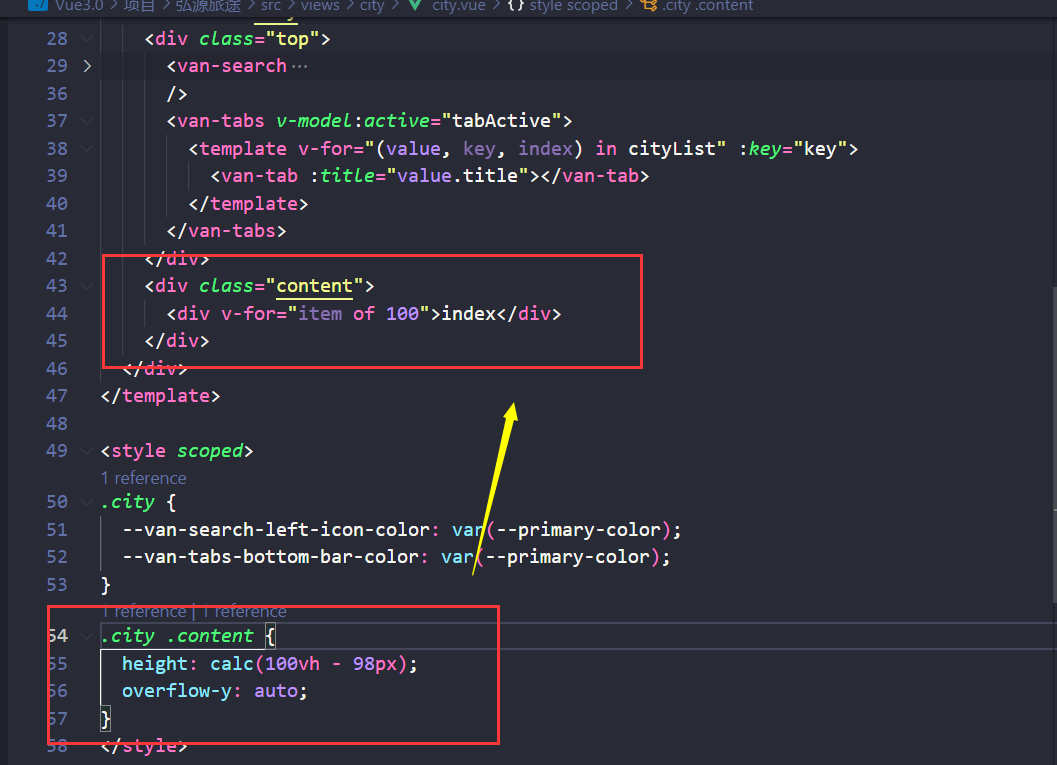 Vue3.0 > 项目 > 弘源旅途 > src > views > city > city.vue > {} style scoped > .city .content
28 <div class="top">
29 <van-search ···
36 />
37 <van-tabs v-model:active="tabActive">
38 <template v-for="(value, key, index) in cityList" :key="key">
39 <van-tab :title="value.title"></van-tab>
40 </template>
41 </van-tabs>
42 </div>
43 <div class="content">
44 <div v-for="item of 100">index</div>
45 </div>
46 </div>
47 </template>
48
49 <style scoped>
1 reference
50 .city {
51 --van-search-left-icon-color: var(--primary-color);
52 --van-tabs-bottom-bar-color: var(--primary-color);
53 }
1 reference | 1 reference
54 .city .content {
55 height: calc(100vh - 98px);
56 overflow-y: auto;
57 }
58 </style>